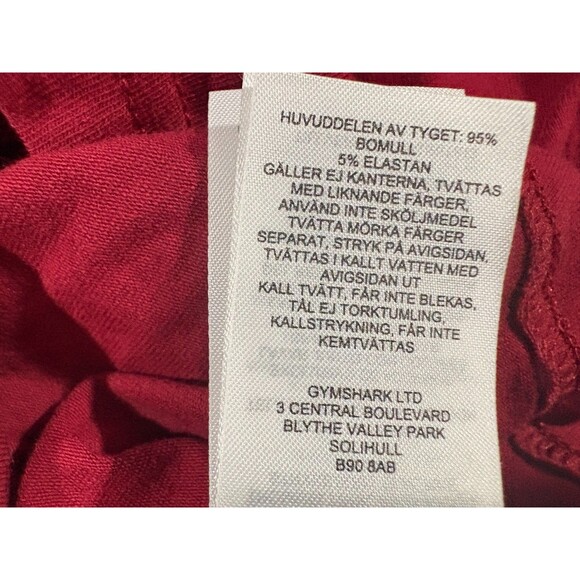 HUVUDDELEN AV TYGET: 95%
BOMULL
5% ELASTAN
GÄLLER EJ KANTERNA, TVÄTTAS
MED LIKNANDE FÄRGER,
ANVÄND INTE SKÖLJMEDEL
TVÄTTA MÖRKA FÄRGER
SEPARAT, STRYK PÅ AVIGSIDAN,
TVÄTTAS I KALLT VATTEN MED
AVIGSIDAN UT
KALL TVÄTT, FÅR INTE BLEKAS,
TÅL EJ TORKTUMLING,
KALLSTRYKNING, FÅR INTE
KEMTVÄTTAS
GYMSHARK LTD
3 CENTRAL BOULEVARD
BLYTHE VALLEY PARK
SOLIHULL
B90 8AB